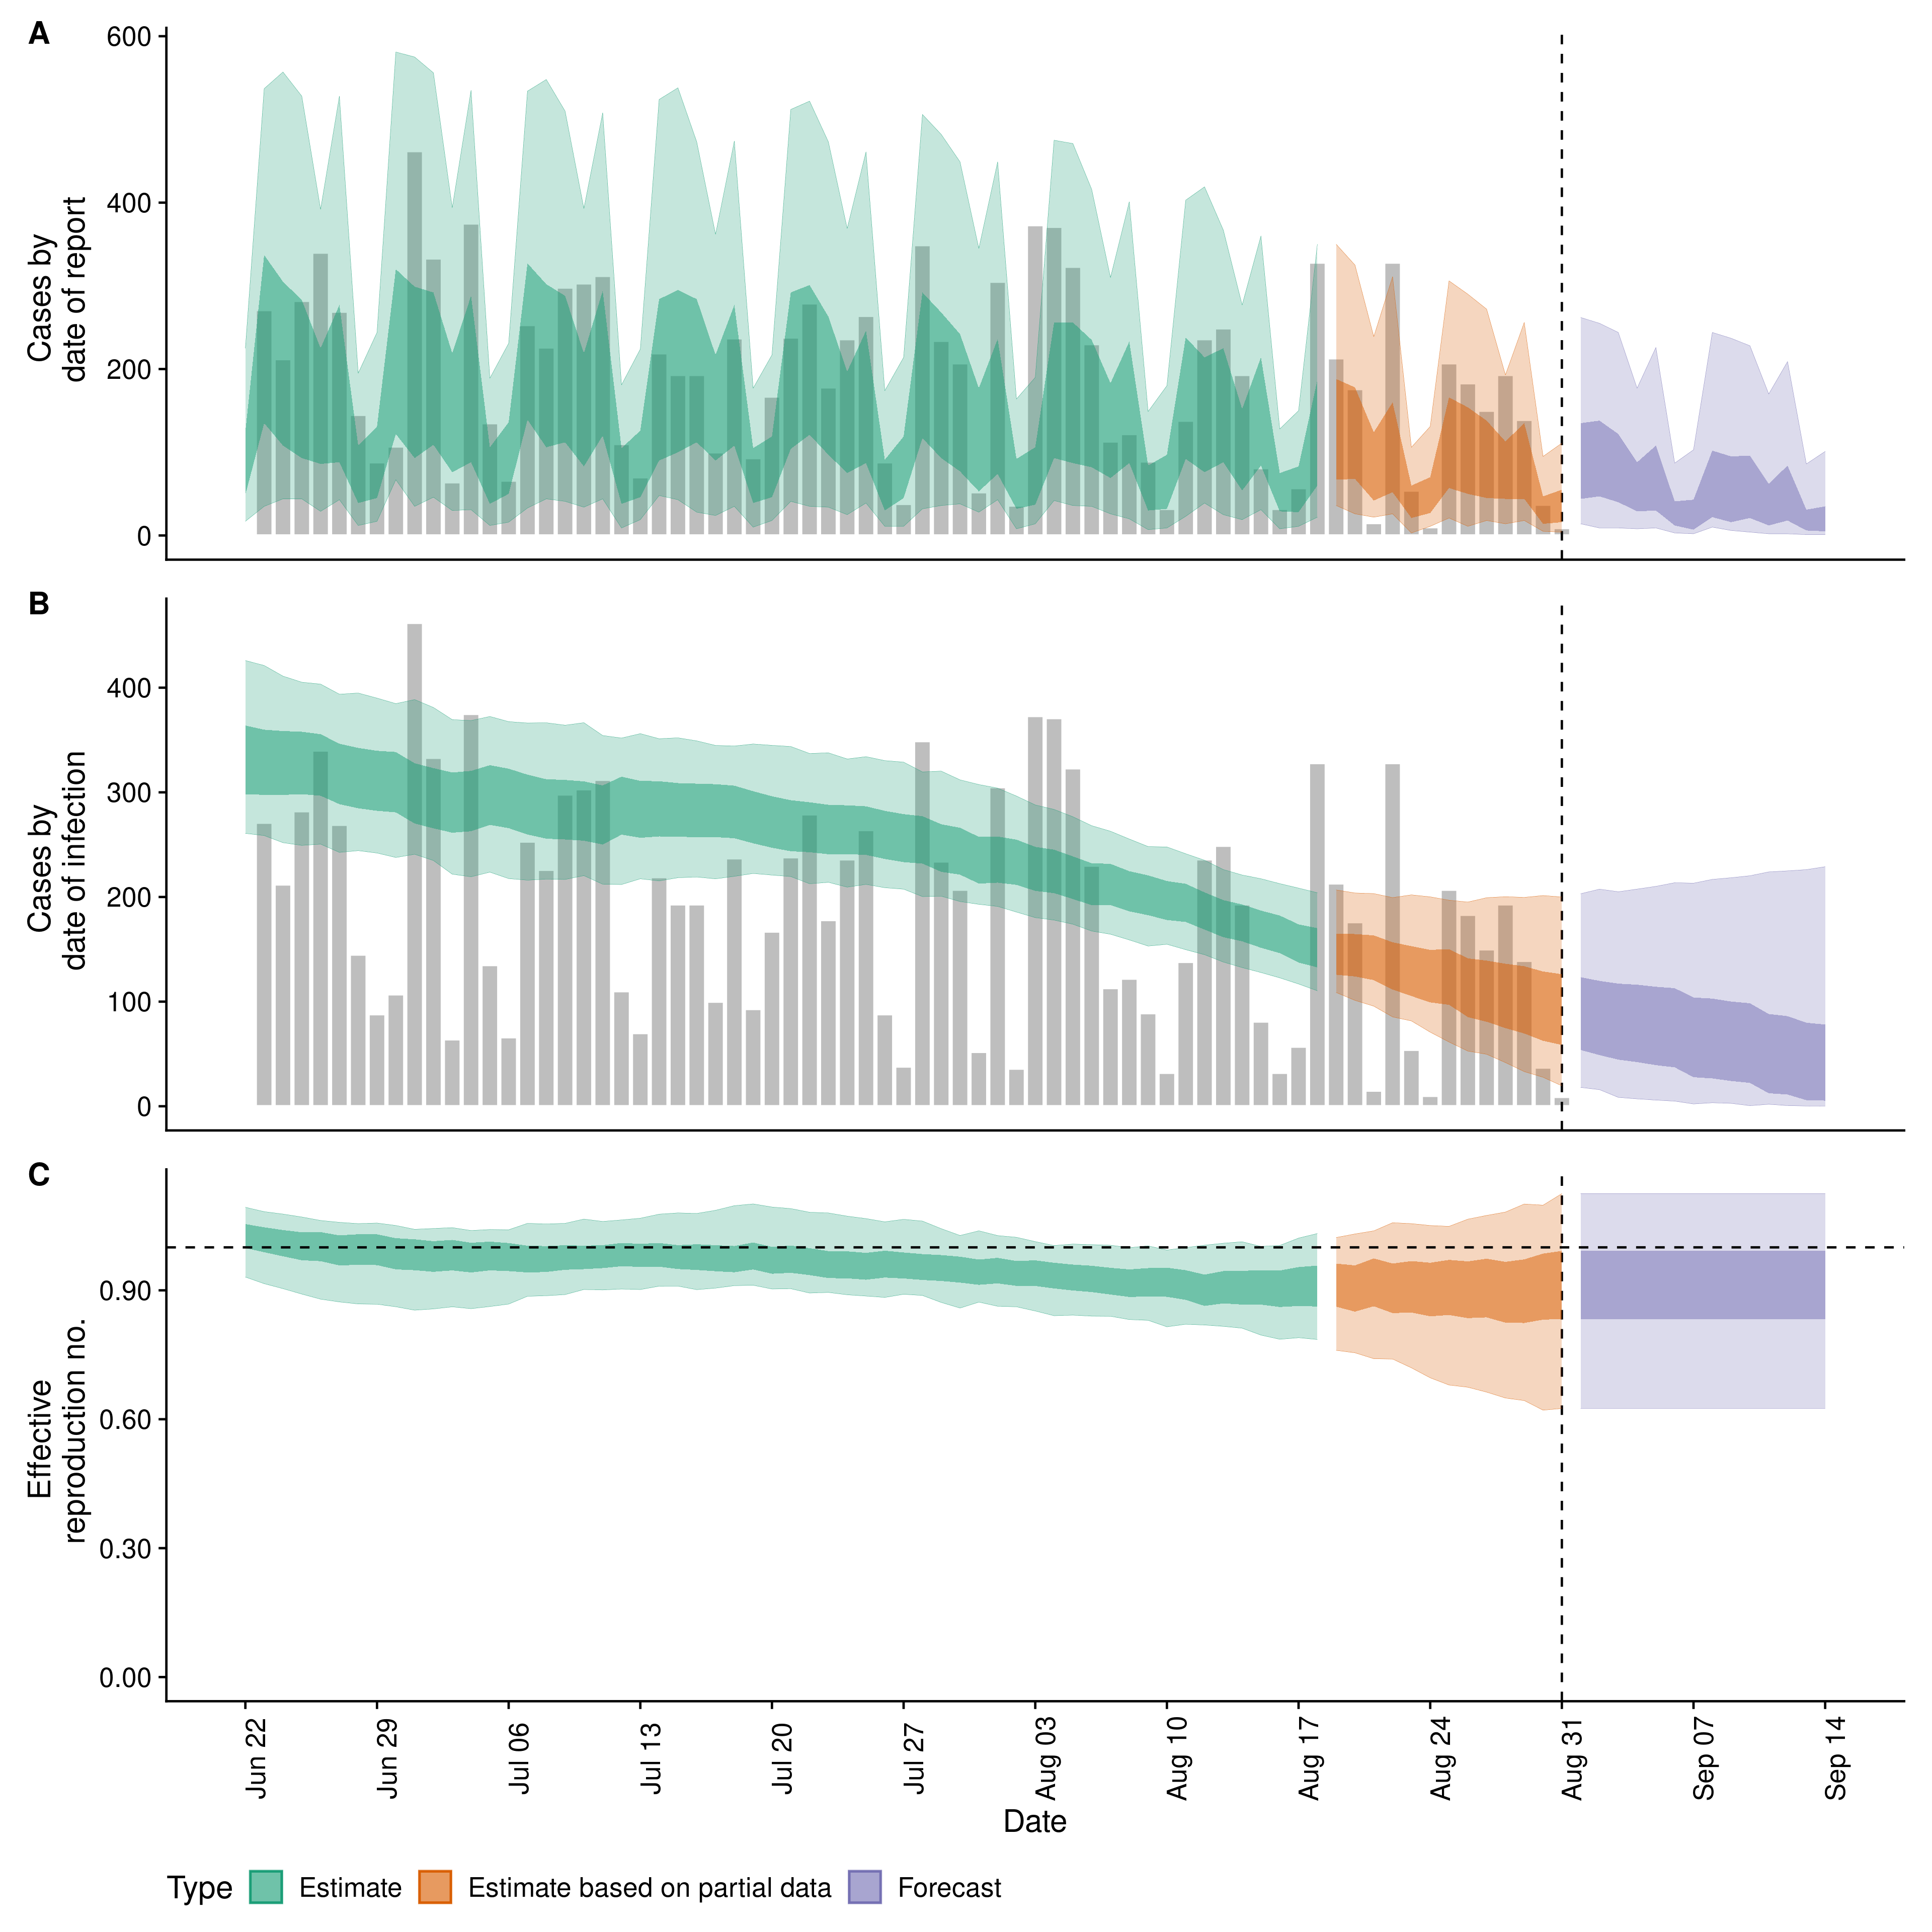 A
600
400
200
0
Cases by
date of report
B
400
300
200
100
0
Cases by
date of infection
C
0.90
0.60
0.30
0.00
Effective
reproduction no.
Jun 22
Jun 29
Jul 06
Jul 13
Jul 20
Jul 27
Aug 03
Aug 10
Aug 17
Aug 24
Aug 31
Sep 07
Sep 14
Date
Type Estimate Estimate based on partial data Forecast